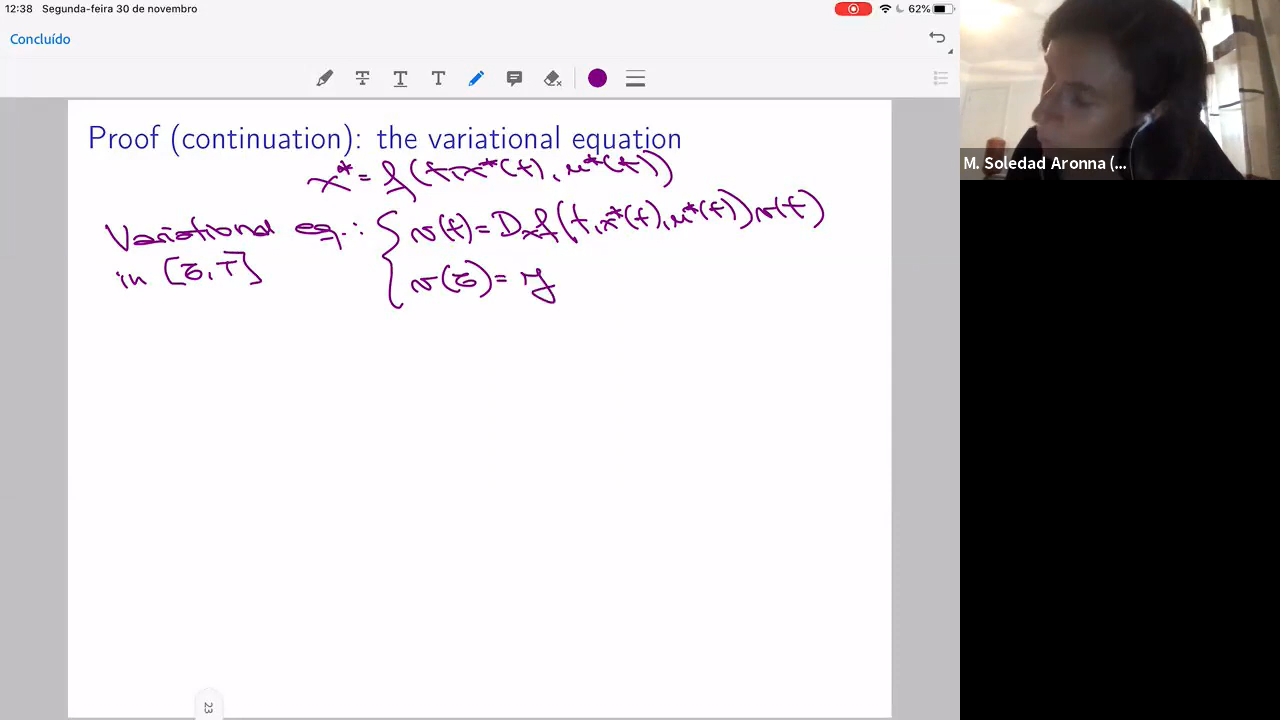 12:38 Segunda-feira 30 de novembro
62%
Concluído
T T T
Proof (continuation): the variational equation
x* = f(t, x*(t), u*(t))
Variational eq.: { v(t) = Dₓf(t, x*(t), u*(t)) v(t)
in [τ, T]
v(τ) = y
23
M. Soledad Aronna (...